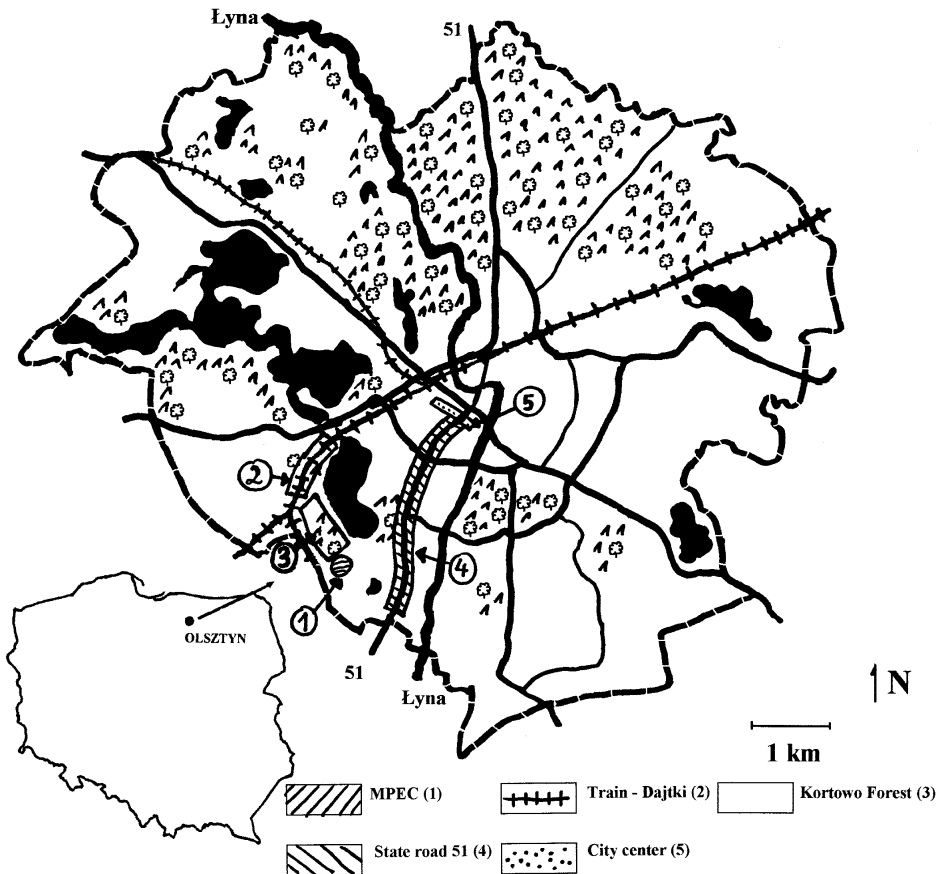 Łyna
51
5
2
3
4
1
OLSZTYN
51
Łyna
N
1 km
MPEC (1)
Train - Dajtki (2)
Kortowo Forest (3)
State road 51 (4)
City center (5)